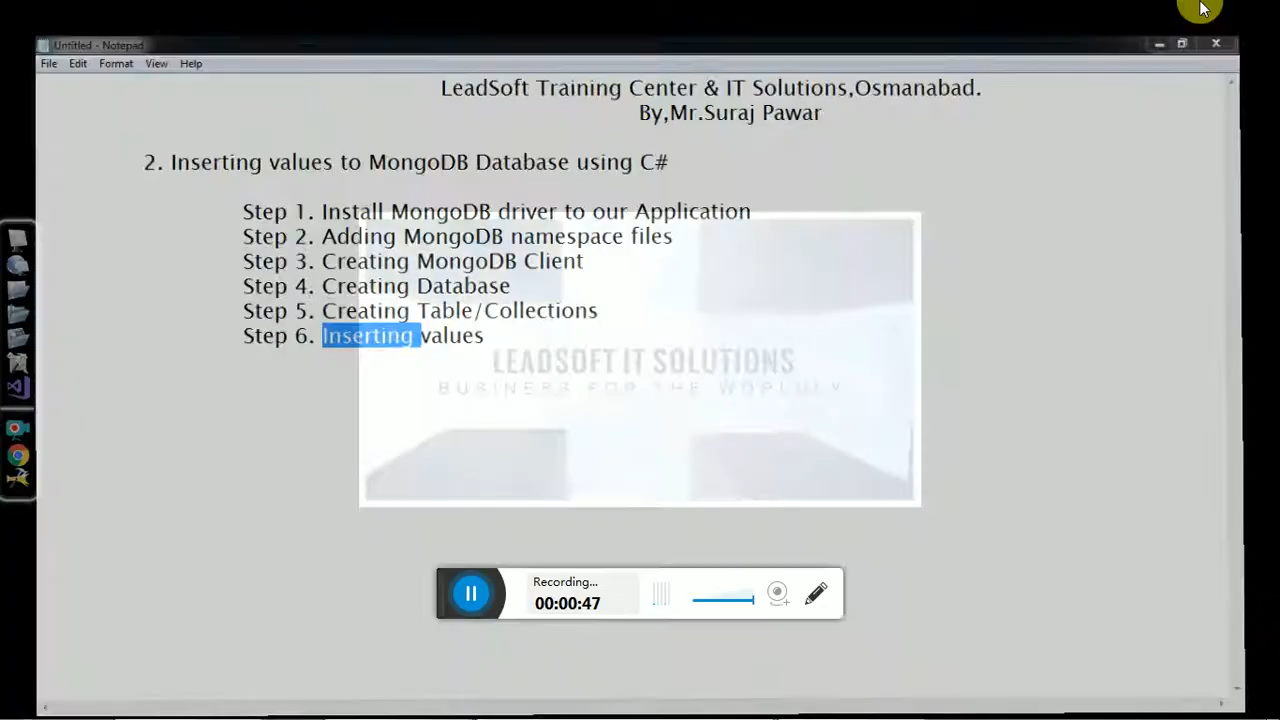 Untitled - Notepad
File Edit Format View Help
LeadSoft Training Center & IT Solutions,Osmanabad.
By,Mr.Suraj Pawar
2. Inserting values to MongoDB Database using C#
Step 1. Install MongoDB driver to our Application
Step 2. Adding MongoDB namespace files
Step 3. Creating MongoDB Client
Step 4. Creating Database
Step 5. Creating Table/Collections
Step 6. Inserting values
LEADSOFT IT SOLUTIONS
BUSINESS FOR THE
Recording...
00:00:47